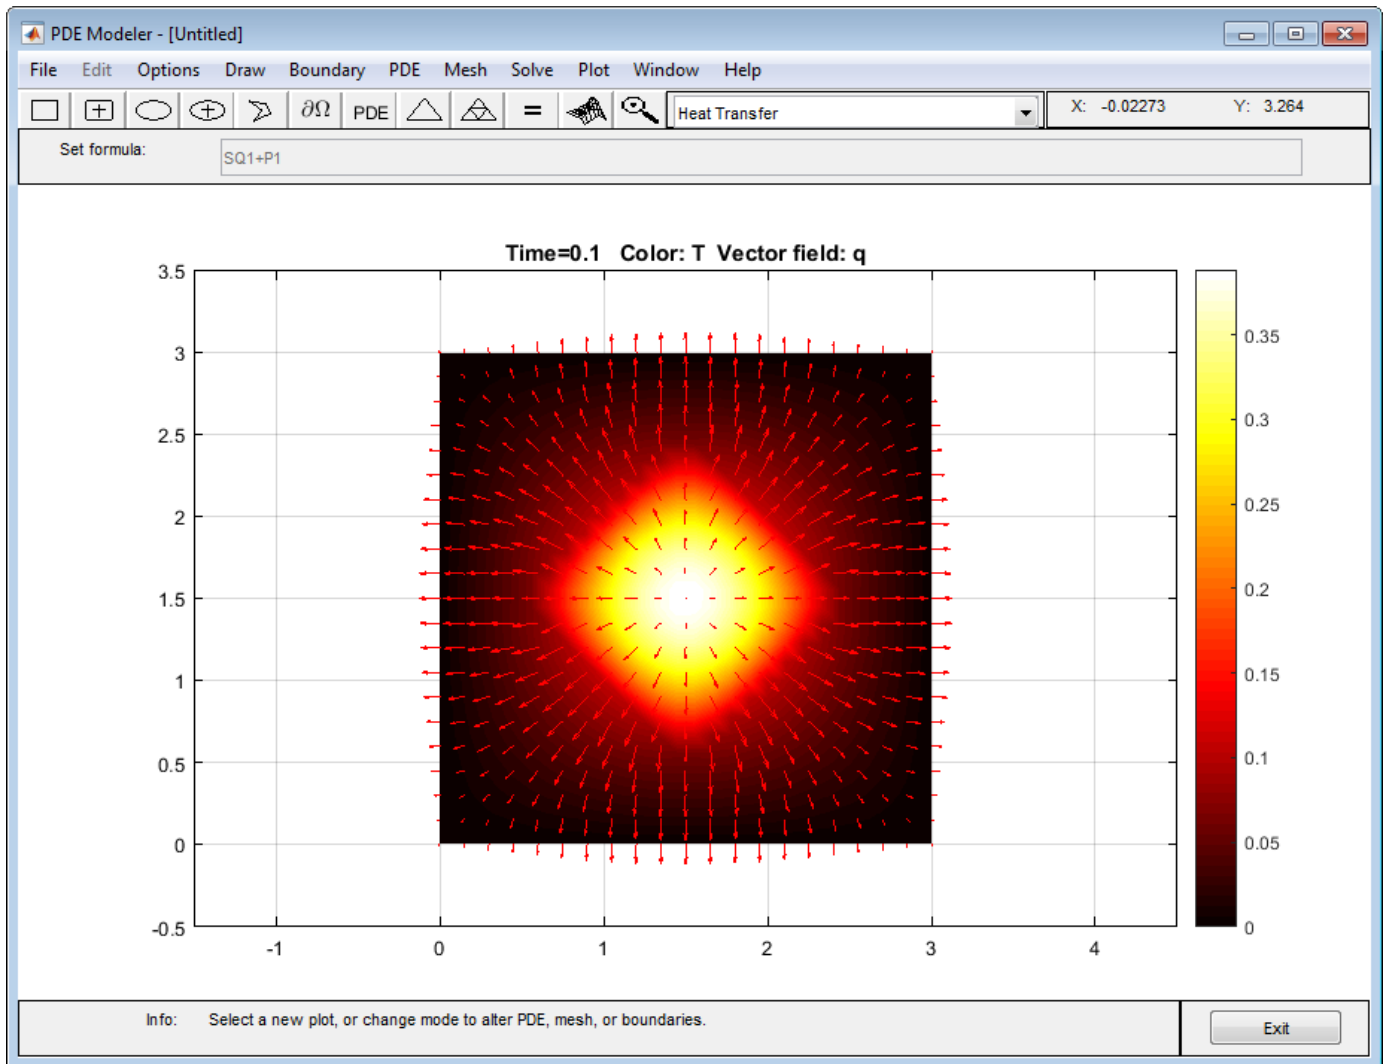 PDE Modeler - [Untitled]
File Edit Options Draw Boundary PDE Mesh Solve Plot Window Help
∂Ω PDE = Heat Transfer X: -0.02273 Y: 3.264
Set formula: SQ1+P1
Time=0.1 Color: T Vector field: q
3.5
3
2.5
2
1.5
1
0.5
0
-0.5
-1 0 1 2 3 4
0.35
0.3
0.25
0.2
0.15
0.1
0.05
0
Info: Select a new plot, or change mode to alter PDE, mesh, or boundaries.
Exit